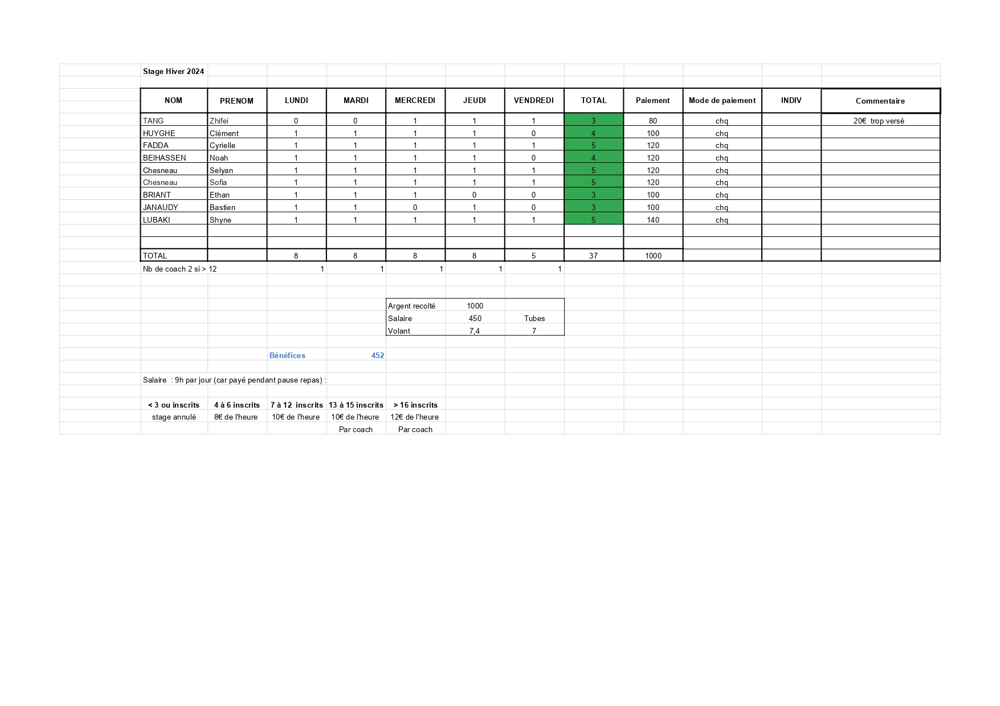 Stage Hiver 2024
NOM PRENOM LUNDI MARDI MERCREDI JEUDI VENDREDI TOTAL Paiement Mode de paiement INDIV Commentaire
TANG Zhifei 0 0 1 1 1 3 80 chq 20€ trop versé
HUYGHE Clément 1 1 1 1 0 4 100 chq
FADDA Cyrielle 1 1 1 1 1 5 120 chq
BElHASSEN Noah 1 1 1 1 0 4 120 chq
Chesneau Selyan 1 1 1 1 1 5 120 chq
Chesneau Sofia 1 1 1 1 1 5 120 chq
BRIANT Ethan 1 1 1 0 0 3 100 chq
JANAUDY Bastien 1 1 0 1 0 3 100 chq
LUBAKI Shyne 1 1 1 1 1 5 140 chq
TOTAL 8 8 8 8 5 37 1000
Nb de coach 2 si > 12 1 1 1 1 1
Argent recolté 1000
Salaire 450 Tubes
Volant 7,4 7
Bénéfices 452
Salaire : 9h par jour (car payé pendant pause repas) :
< 3 ou inscrits 4 à 6 inscrits 7 à 12 inscrits 13 à 15 inscrits > 16 inscrits
stage annulé 8€ de l'heure 10€ de l'heure 10€ de l'heure 12€ de l'heure
Par coach Par coach